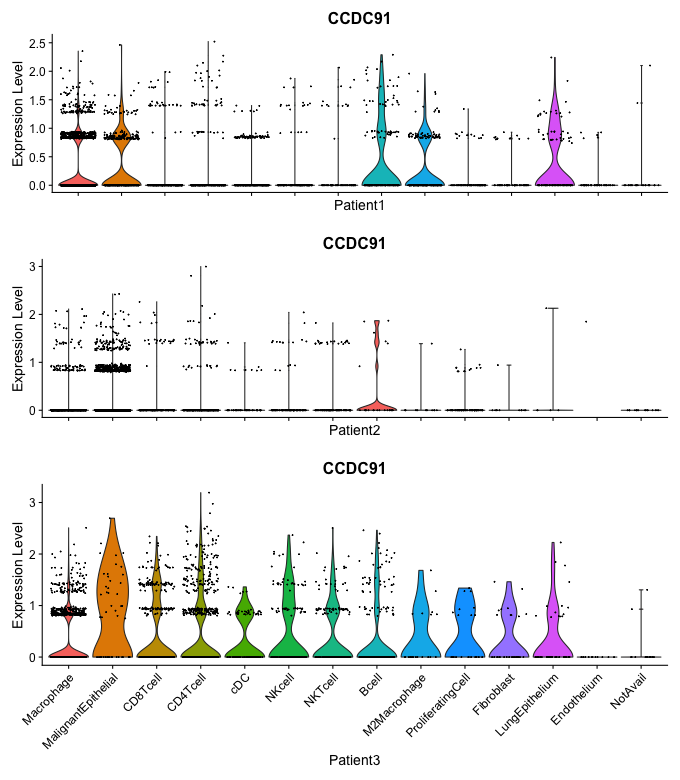 CCDC91
Expression Level
2.5
2.0
1.5
1.0
0.5
0.0
Patient1
CCDC91
Expression Level
3
2
1
0
Patient2
CCDC91
Expression Level
3
2
1
0
Macrophage
MalignantEpithelial
CD8Tcell
CD4Tcell
cDC
NKcell
NKTcell
Bcell
M2Macrophage
ProliferatingCell
Fibroblast
LungEpithelium
Endothelium
NotAvail
Patient3